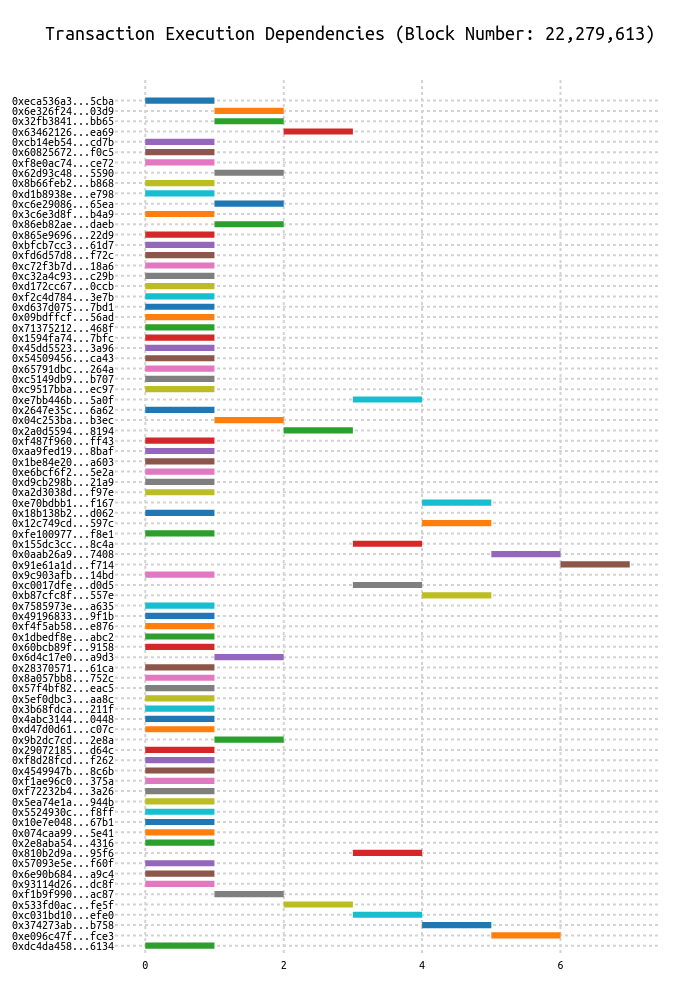 Transaction Execution Dependencies (Block Number: 22,279,613)
0xeca536a3...5cba
0x6e326f24...03d9
0x32fb3841...bb65
0x63462126...ea69
0xcb14eb54...cd7b
0x60825672...f0c5
0xf8e0ac74...ce72
0x62d93c48...5590
0x8b66feb2...b868
0xd1b8938e...e798
0xc6e29086...65ea
0x3c6e3d8f...b4a9
0x86eb82ae...daeb
0x865e9696...22d9
0xbfcb7cc3...61d7
0xfd6d57d8...f72c
0xc72f3b7d...18a6
0xc32a4c93...c29b
0xd172cc67...0ccb
0xf2c4d784...3e7b
0xd637d075...7bd1
0x09bdffcf...56ad
0x71375212...468f
0x1594fa74...7bfc
0x45dd5523...3a96
0x54509456...ca43
0x65791dbc...264a
0xc5149db9...b707
0xc9517bba...ec97
0xe7bb446b...5a0f
0x2647e35c...6a62
0x04c253ba...b3ec
0x2a0d5594...8194
0xf487f960...ff43
0xaa9fed19...8baf
0x1be84e20...a603
0xe6bcf6f2...5e2a
0xd9cb298b...21a9
0xa2d3038d...f97e
0xe70bdbb1...f167
0x18b138b2...d062
0x12c749cd...597c
0xfe100977...f8e1
0x155dc3cc...8c4a
0x0aab26a9...7408
0x91e61a1d...f714
0x9c903afb...14bd
0xc0017dfe...d0d5
0xb87cfc8f...557e
0x7585973e...a635
0x49196833...9f1b
0xf4f5ab58...e876
0x1dbedf8e...abc2
0x60bcb89f...9158
0x6d4c17e0...a9d3
0x28370571...61ca
0x8a057bb8...752c
0x57f4bf82...eac5
0x5ef0dbc3...aa8c
0x3b68fdca...211f
0x4abc3144...0448
0xd47d0d61...c07c
0x9b2dc7cd...2e8a
0x29072185...d64c
0xf8d28fcd...f262
0x4549947b...8c6b
0xf1ae96c0...375a
0xf72232b4...3a26
0x5ea74e1a...944b
0x5524930c...f8ff
0x10e7e048...67b1
0x074caa99...5e41
0x2e8aba54...4316
0x810b2d9a...95f6
0x57093e5e...f60f
0x6e90b684...a9c4
0x93114d26...dc8f
0xf1b9f990...ac87
0x533fd0ac...fe5f
0xc031bd10...efe0
0x374273ab...b758
0xe096c47f...fce3
0xdc4da458...6134
0 2 4 6